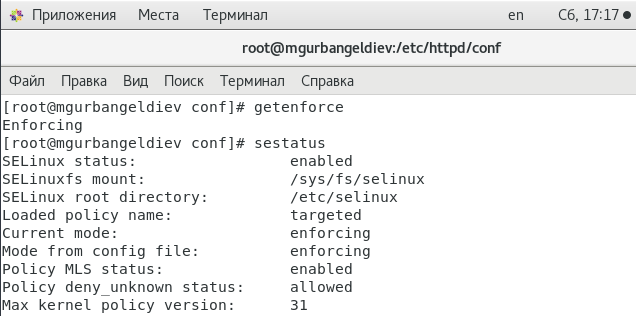 Приложения Места Терминал en Сб, 17:17
root@mgurbangeldiev:/etc/httpd/conf
Файл Правка Вид Поиск Терминал Справка
[root@mgurbangeldiev conf]# getenforce
Enforcing
[root@mgurbangeldiev conf]# sestatus
SELinux status: enabled
SELinuxfs mount: /sys/fs/selinux
SELinux root directory: /etc/selinux
Loaded policy name: targeted
Current mode: enforcing
Mode from config file: enforcing
Policy MLS status: enabled
Policy deny_unknown status: allowed
Max kernel policy version: 31